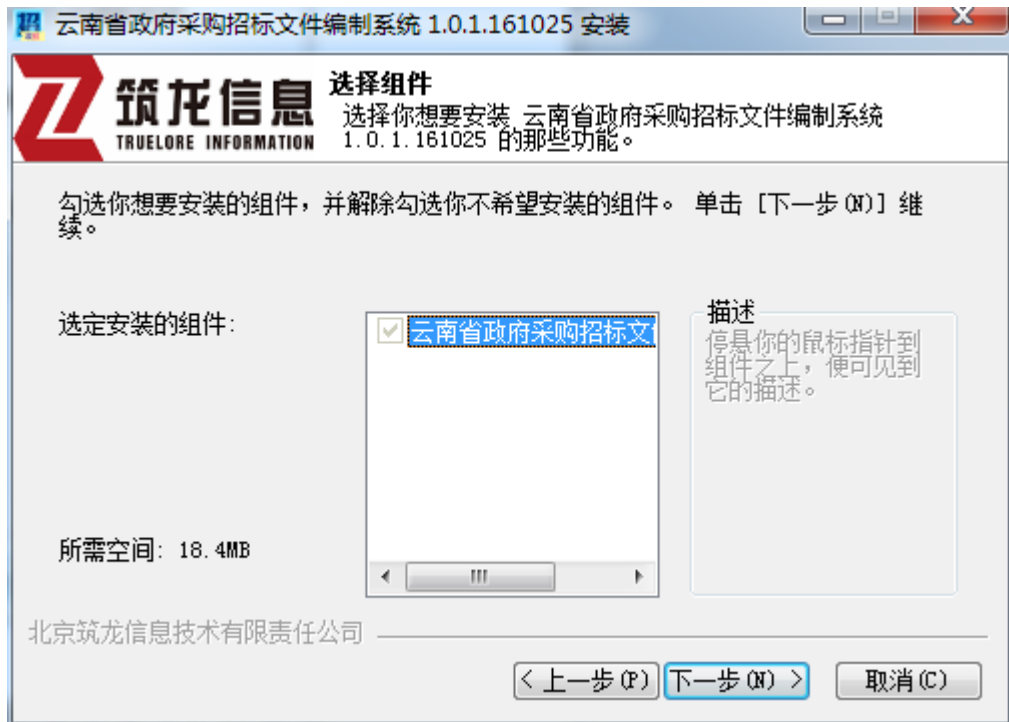 云南省政府采购招标文件编制系统 1.0.1.161025 安装
筑龙信息
TRUELORE INFORMATION
选择组件
选择你想要安装 云南省政府采购招标文件编制系统
1.0.1.161025 的那些功能。
勾选你想要安装的组件，并解除勾选你不希望安装的组件。 单击 [下一步(N)] 继
续。
选定安装的组件:
云南省政府采购招标文
描述
停悬你的鼠标指针到
组件之上，便可见到
它的描述。
所需空间: 18.4MB
北京筑龙信息技术有限责任公司
< 上一步(P)
下一步(N) >
取消(C)